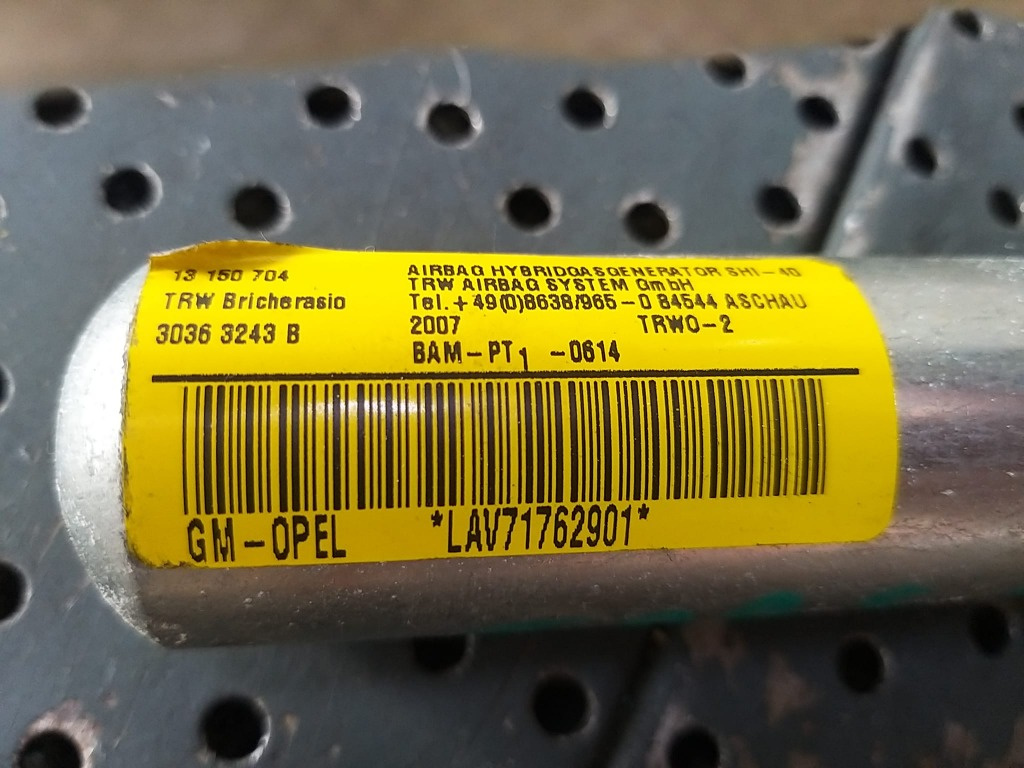 13 150 704
TRW Bricherasio
3036 3243 B
AIRBAG HYBRIDGASGENERATOR SHI-40
TRW AIRBAG SYSTEM GmbH
Tel.+49(0)8638/965-0 84544 ASCHAU
2007 TRWO-2
BAM-PT1 -0614
GM-OPEL *LAV71762901*